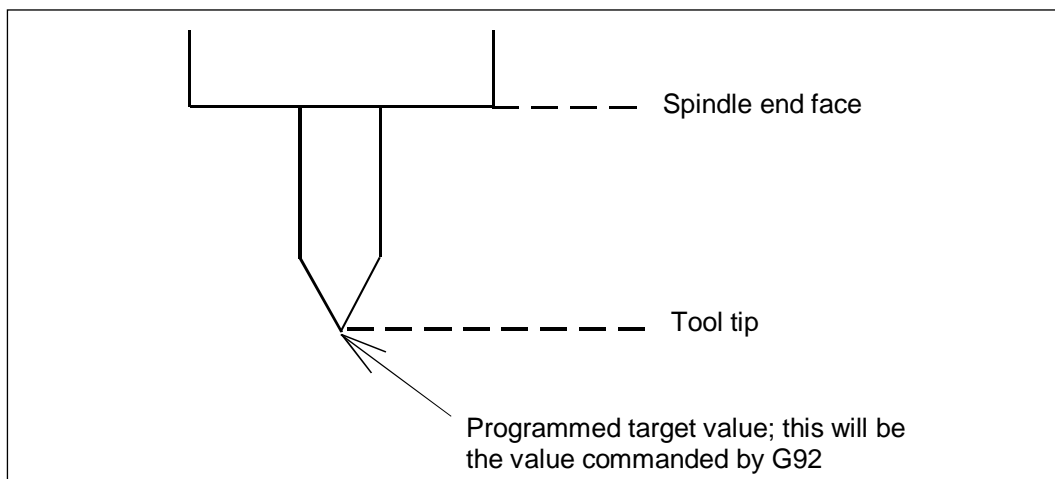 Spindle end face
Tool tip
Programmed target value; this will be
the value commanded by G92